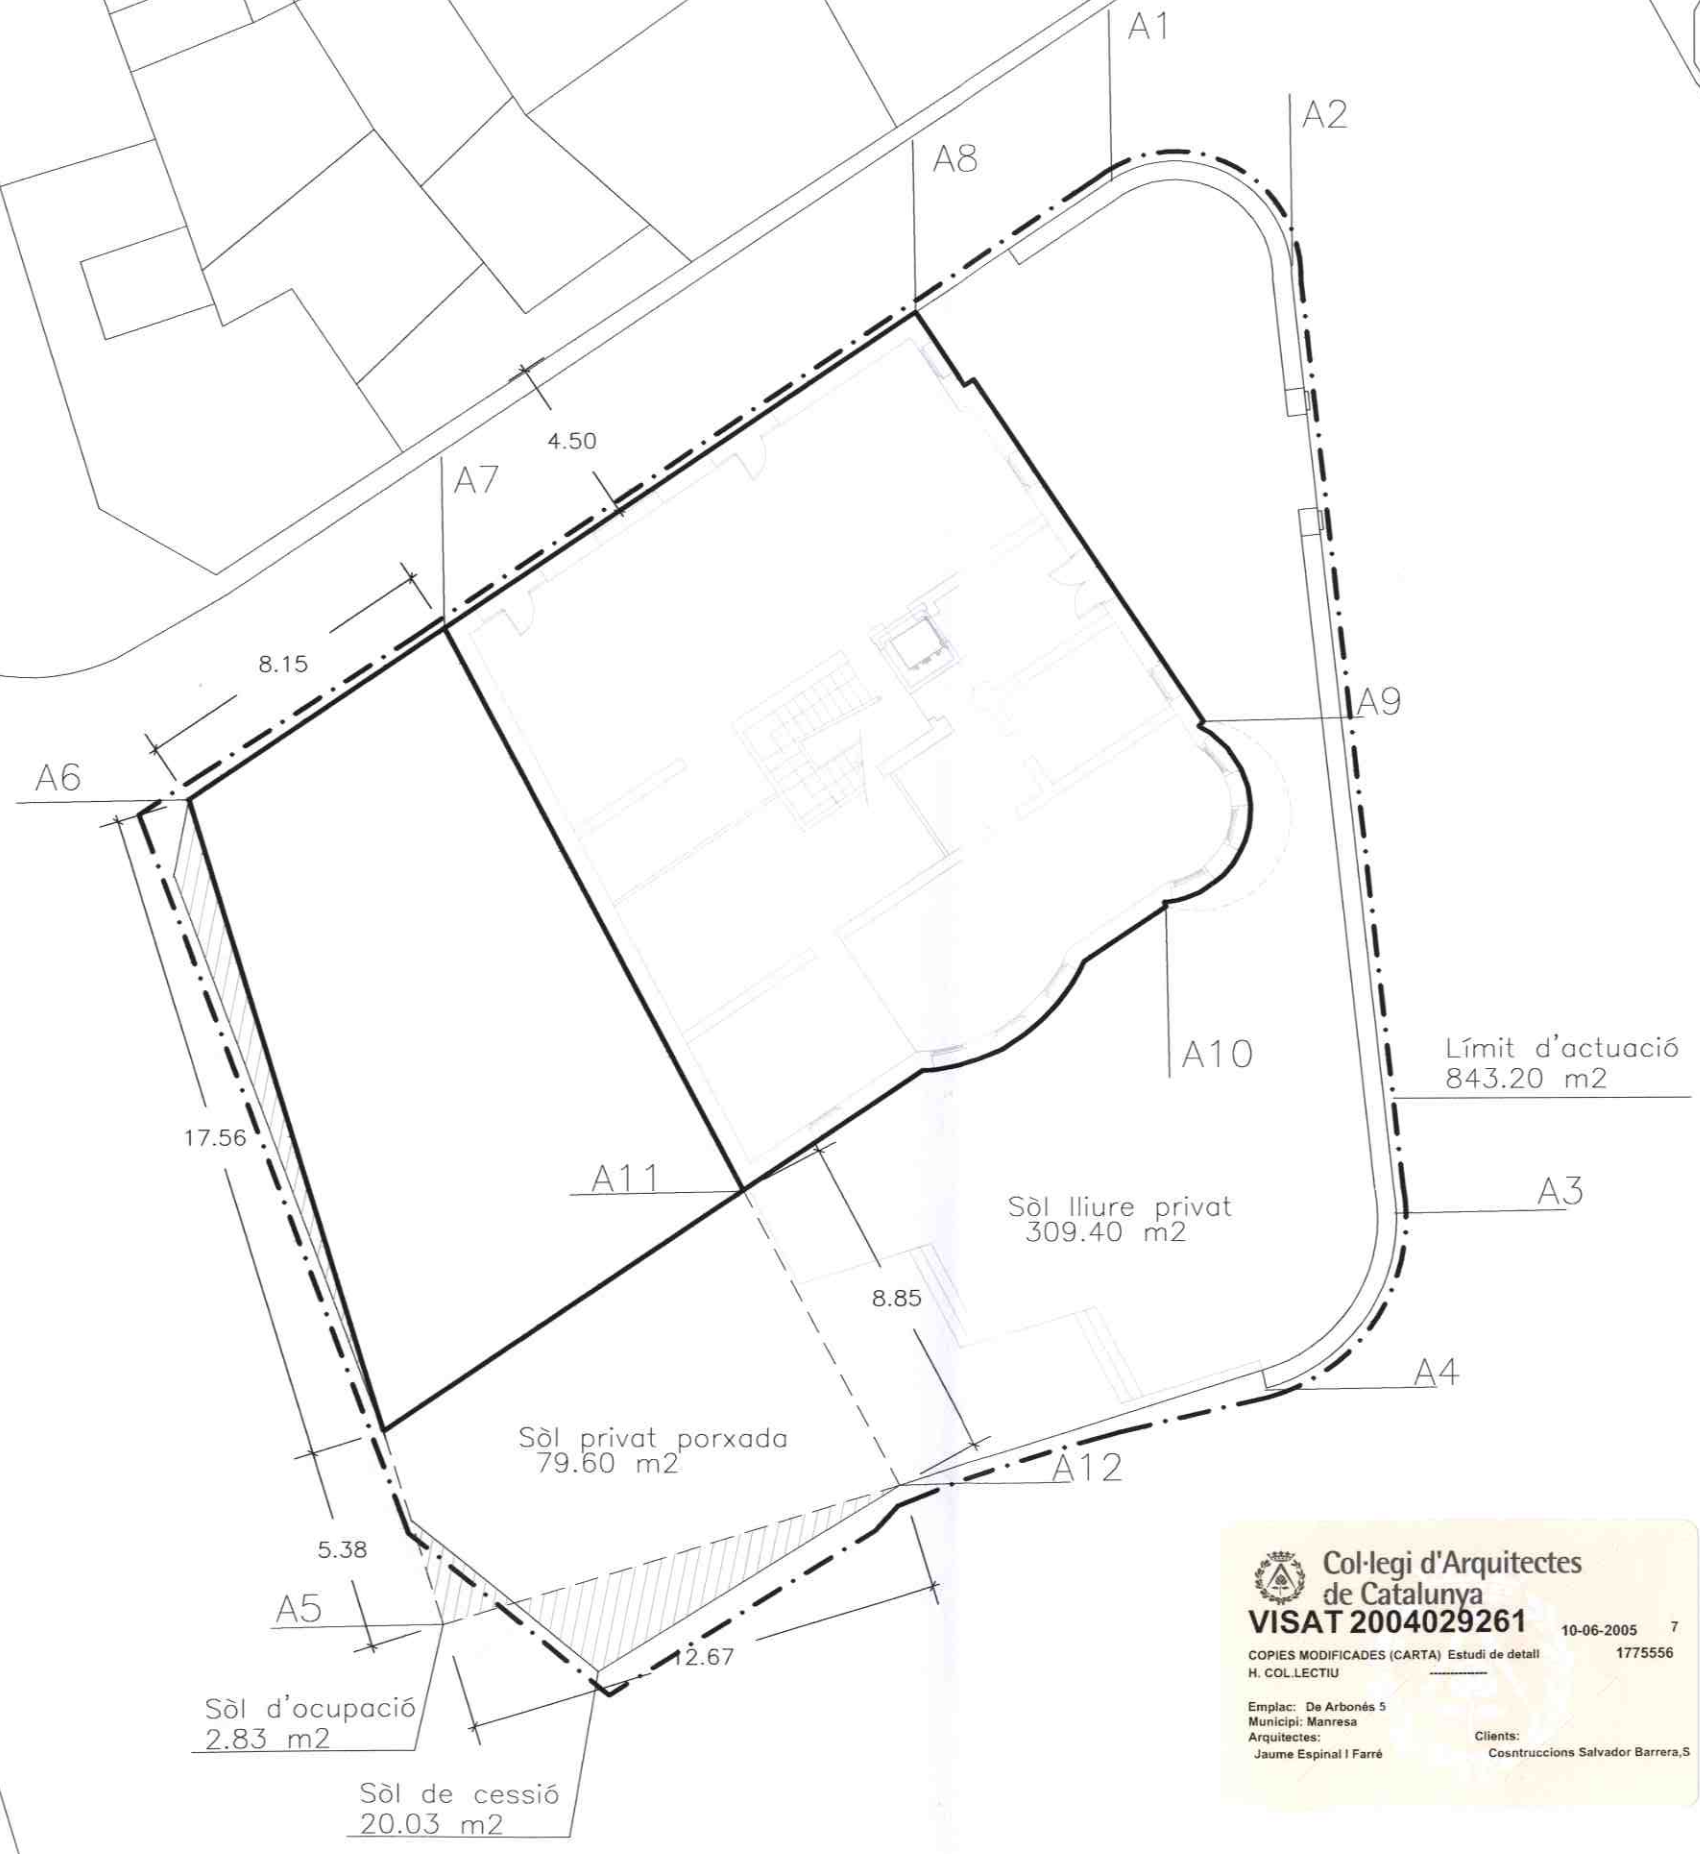 A1
A2
A8
4.50
A7
8.15
A9
A6
A10
Límit d'actuació
843.20 m2
17.56
A11
A3
Sòl lliure privat
309.40 m2
8.85
A4
Sòl privat porxada
79.60 m2
A12
5.38
A5
12.67
Sòl d'ocupació
2.83 m2
Sòl de cessió
20.03 m2
Col·legi d'Arquitectes
de Catalunya
VISAT 2004029261 10-06-2005 7
COPIES MODIFICADES (CARTA) Estudi de detall 1775556
H. COL.LECTIU --------------
Emplac: De Arbonés 5
Municipi: Manresa
Arquitectes: Clients:
Jaume Espinal I Farré Cosntruccions Salvador Barrera,S